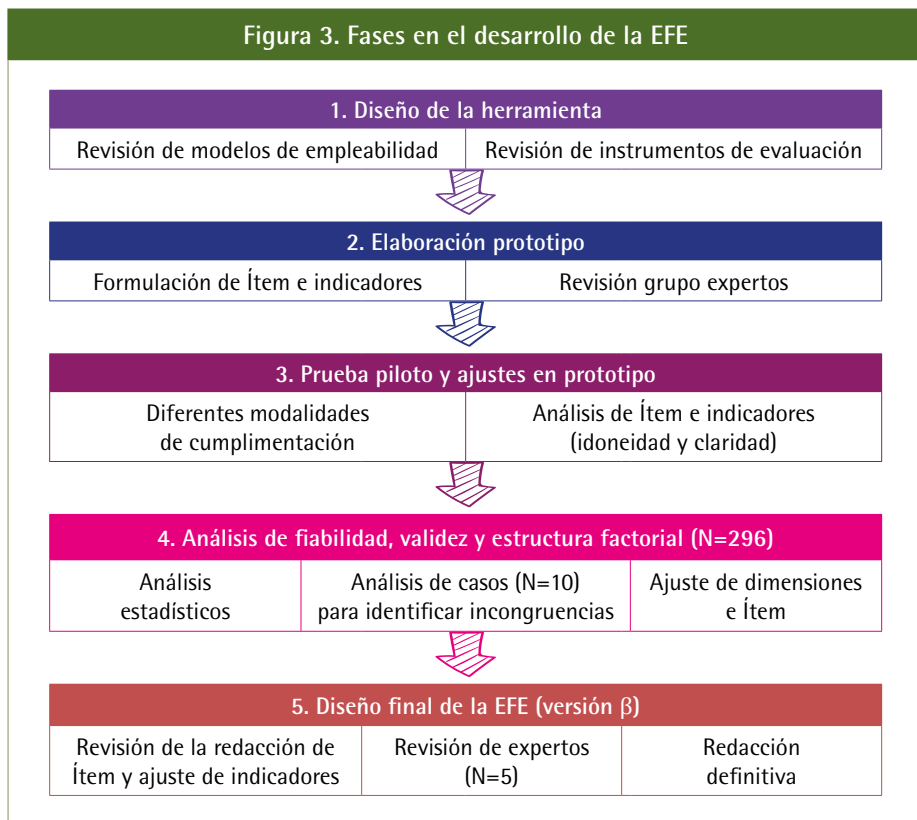 Figura 3. Fases en el desarrollo de la EFE
1. Diseño de la herramienta
Revisión de modelos de empleabilidad
Revisión de instrumentos de evaluación
2. Elaboración prototipo
Formulación de Ítem e indicadores
Revisión grupo expertos
3. Prueba piloto y ajustes en prototipo
Diferentes modalidades
de cumplimentación
Análisis de Ítem e indicadores
(idoneidad y claridad)
4. Análisis de fiabilidad, validez y estructura factorial (N=296)
Análisis
estadísticos
Análisis de casos (N=10)
para identificar incongruencias
Ajuste de dimensiones
e Ítem
5. Diseño final de la EFE (versión β)
Revisión de la redacción de
Ítem y ajuste de indicadores
Revisión de expertos
(N=5)
Redacción
definitiva